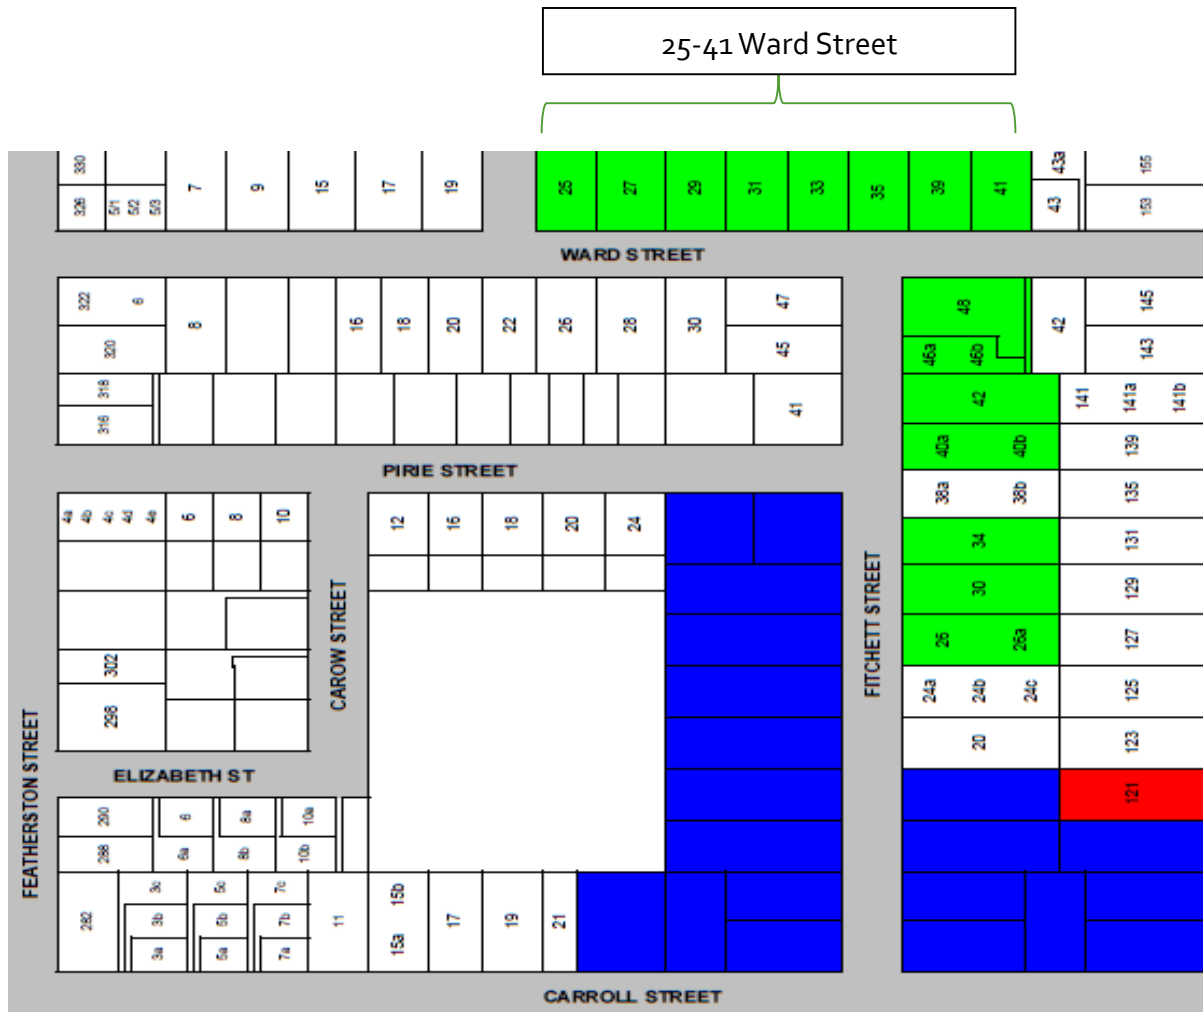 25-41 Ward Street
330
326
5/1
5/2
5/3
7
9
15
17
19
25
27
29
31
33
35
39
41
43a
43
155
153
WARD STREET
322
6
320
8
16
18
20
22
26
28
30
47
45
48
46a
46b
42
145
143
318
316
41
42
141
141a
141b
40a
40b
139
PIRIE STREET
38a
38b
135
4a
4b
4c
4d
4e
6
8
10
12
16
18
20
24
34
131
30
129
CAROW STREET
FITCHETT STREET
26
26a
127
302
298
24a
24b
24c
125
20
123
FEATHERSTON STREET
ELIZABETH ST
121
290
6
8a
10a
288
6a
8b
10b
282
3c
3b
3a
5c
5b
5a
7c
7b
7a
11
15b
15a
17
19
21
CARROLL STREET